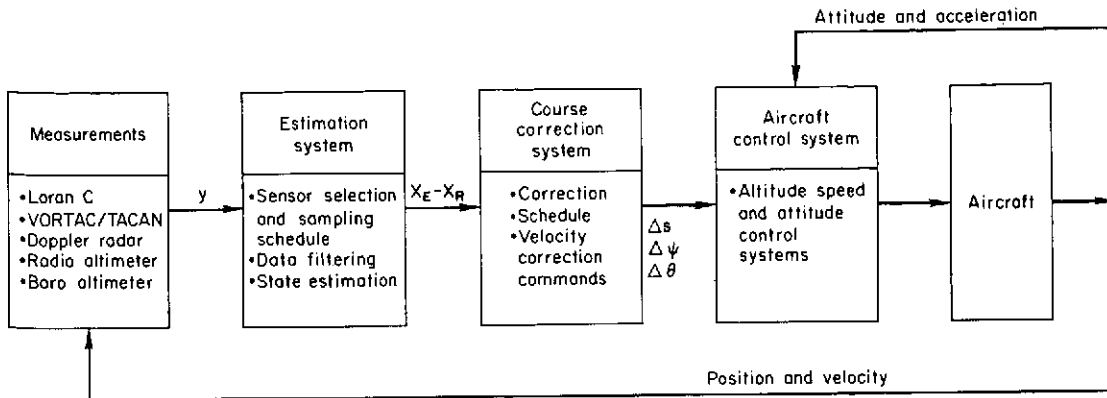 Attitude and acceleration
Measurements
•Loran C
•VORTAC/TACAN
•Doppler radar
•Radio altimeter
•Baro altimeter
y
Estimation
system
•Sensor selection
and sampling
schedule
•Data filtering
•State estimation
X_E-X_R
Course
correction
system
•Correction
•Schedule
•Velocity
correction
commands
Δs
Δψ
Δθ
Aircraft
control system
•Altitude speed
and attitude
control
systems
Aircraft
Position and velocity